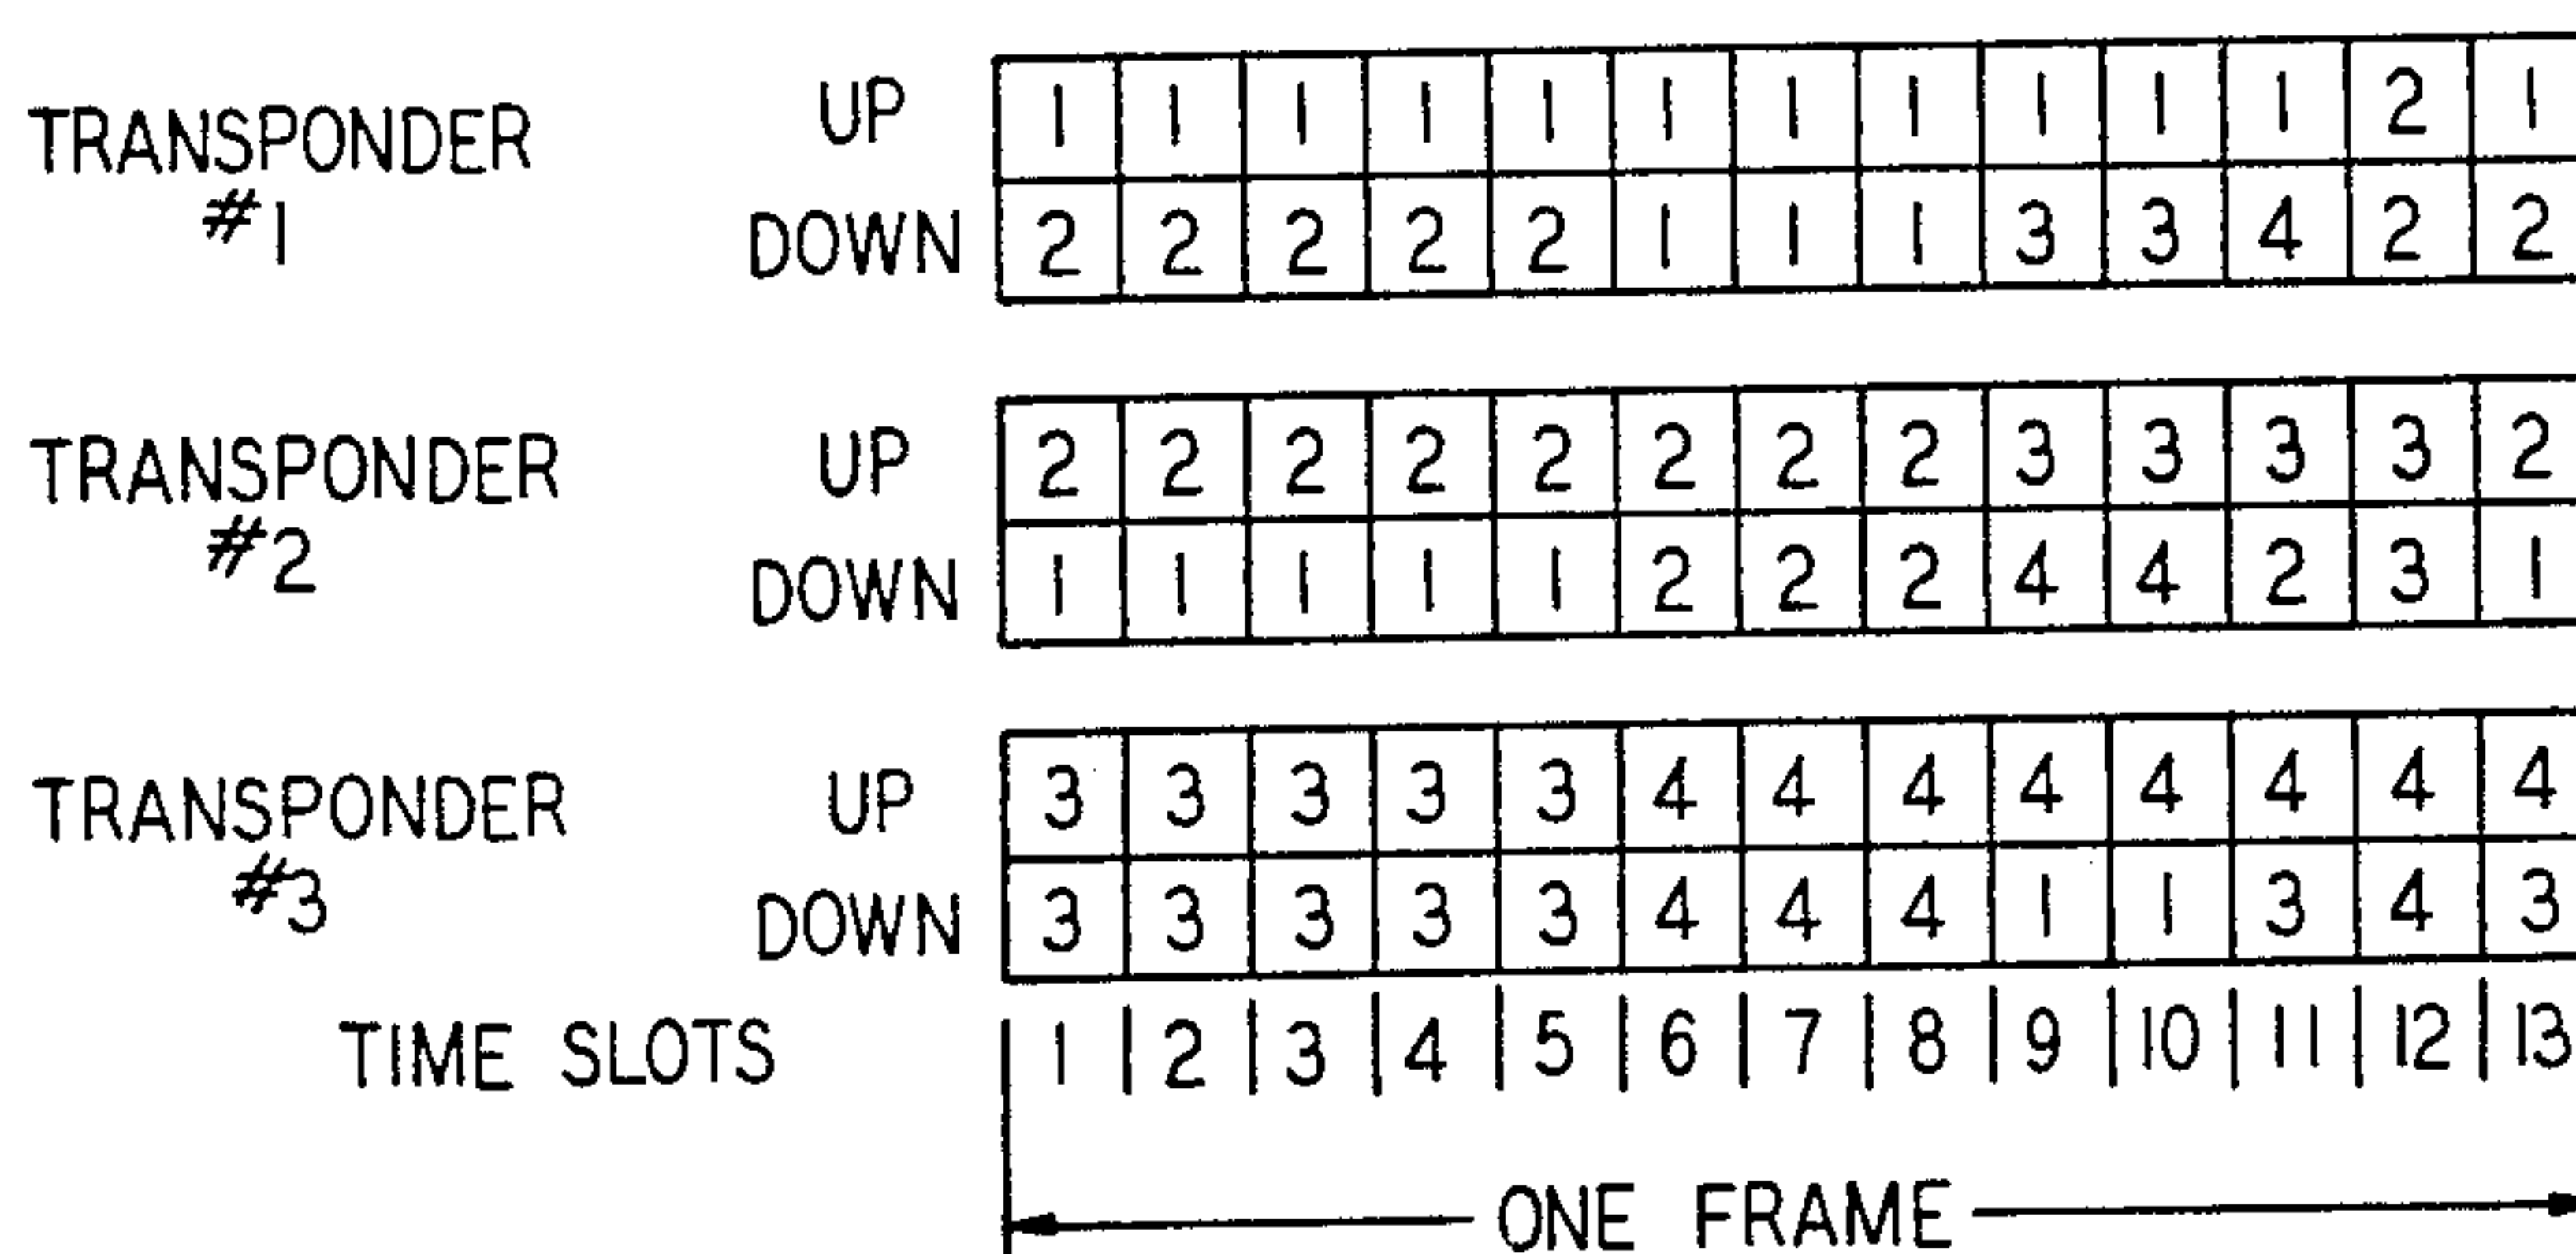 TRANSPONDER #1 UP 1 1 1 1 1 1 1 1 1 1 1 2 1
DOWN 2 2 2 2 2 1 1 1 3 3 4 2 2
TRANSPONDER #2 UP 2 2 2 2 2 2 2 2 3 3 3 3 2
DOWN 1 1 1 1 1 2 2 2 4 4 2 3 1
TRANSPONDER #3 UP 3 3 3 3 3 4 4 4 4 4 4 4 4
DOWN 3 3 3 3 3 4 4 4 1 1 3 4 3
TIME SLOTS 1 2 3 4 5 6 7 8 9 10 11 12 13
ONE FRAME